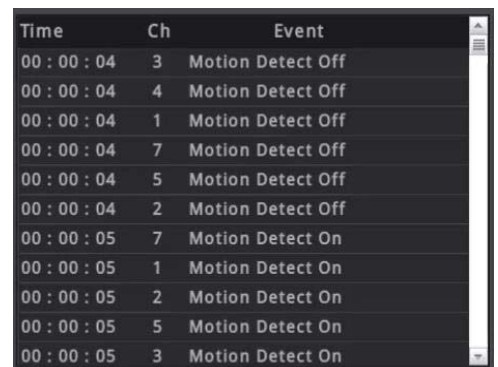 Time Ch Event
00 : 00 : 04 3 Motion Detect Off
00 : 00 : 04 4 Motion Detect Off
00 : 00 : 04 1 Motion Detect Off
00 : 00 : 04 7 Motion Detect Off
00 : 00 : 04 5 Motion Detect Off
00 : 00 : 04 2 Motion Detect Off
00 : 00 : 05 7 Motion Detect On
00 : 00 : 05 1 Motion Detect On
00 : 00 : 05 2 Motion Detect On
00 : 00 : 05 5 Motion Detect On
00 : 00 : 05 3 Motion Detect On